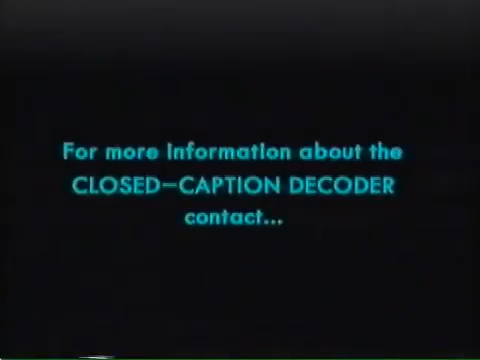 For more information about the
CLOSED-CAPTION DECODER
contact...